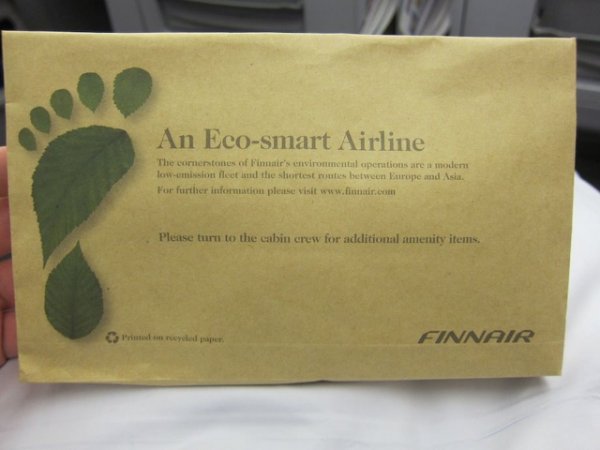 An Eco-smart Airline
The cornerstones of Finnair's environmental operations are a modern
low-emission fleet and the shortest routes between Europe and Asia.
For further information please visit www.finnair.com
Please turn to the cabin crew for additional amenity items.
Printed on recycled paper.
FINNAIR